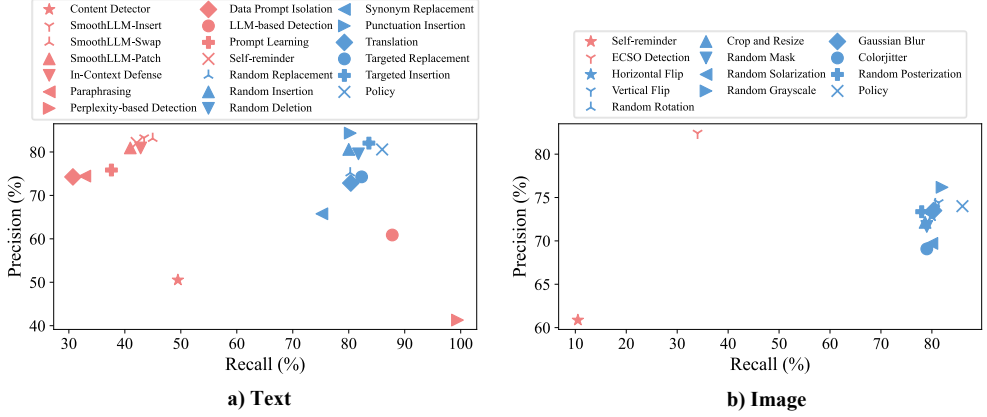 Content Detector
SmoothLLM-Insert
SmoothLLM-Swap
SmoothLLM-Patch
In-Context Defense
Paraphrasing
Perplexity-based Detection
Data Prompt Isolation
LLM-based Detection
Prompt Learning
Self-reminder
Random Replacement
Random Insertion
Random Deletion
Synonym Replacement
Punctuation Insertion
Translation
Targeted Replacement
Targeted Insertion
Policy
Precision (%)
80
70
60
50
40
30 40 50 60 70 80 90 100
Recall (%)
a) Text
Self-reminder
ECSO Detection
Horizontal Flip
Vertical Flip
Random Rotation
Crop and Resize
Random Mask
Random Solarization
Random Grayscale
Gaussian Blur
Colorjitter
Random Posterization
Policy
Precision (%)
80
75
70
65
60
10 20 30 40 50 60 70 80
Recall (%)
b) Image